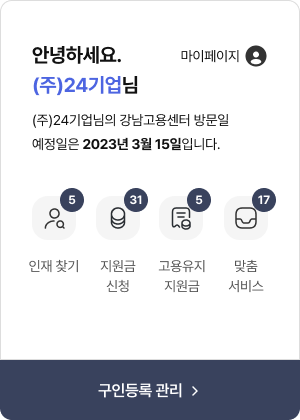 안녕하세요.
마이페이지
(주)24기업님
(주)24기업님의 강남고용센터 방문일
예정일은 2023년 3월 15일입니다.
5
31
5
17
인재 찾기
지원금
신청
고용유지
지원금
맞춤
서비스
구인등록 관리